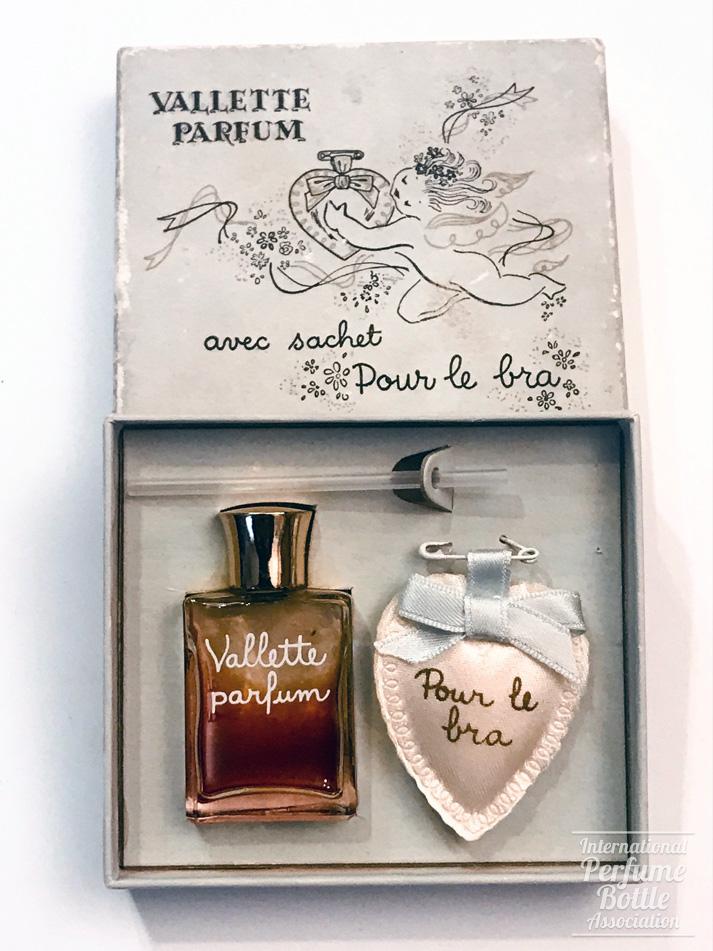 VALLETTE
PARFUM
avec sachet
Pour le bra
Vallette
parfum
Pour le
bra
International
Perfume
Bottle
Association